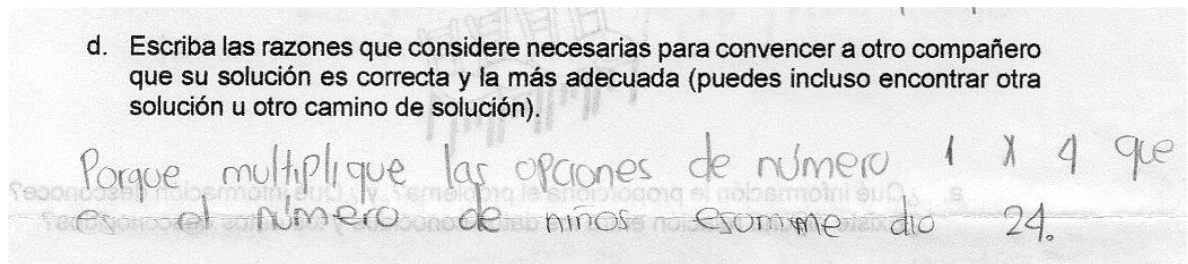 d. Escriba las razones que considere necesarias para convencer a otro compañero
que su solución es correcta y la más adecuada (puedes incluso encontrar otra
solución u otro camino de solución).
Porque multiplique las opciones de número 1 x 4 que
es el número de niños esumme dio 24.